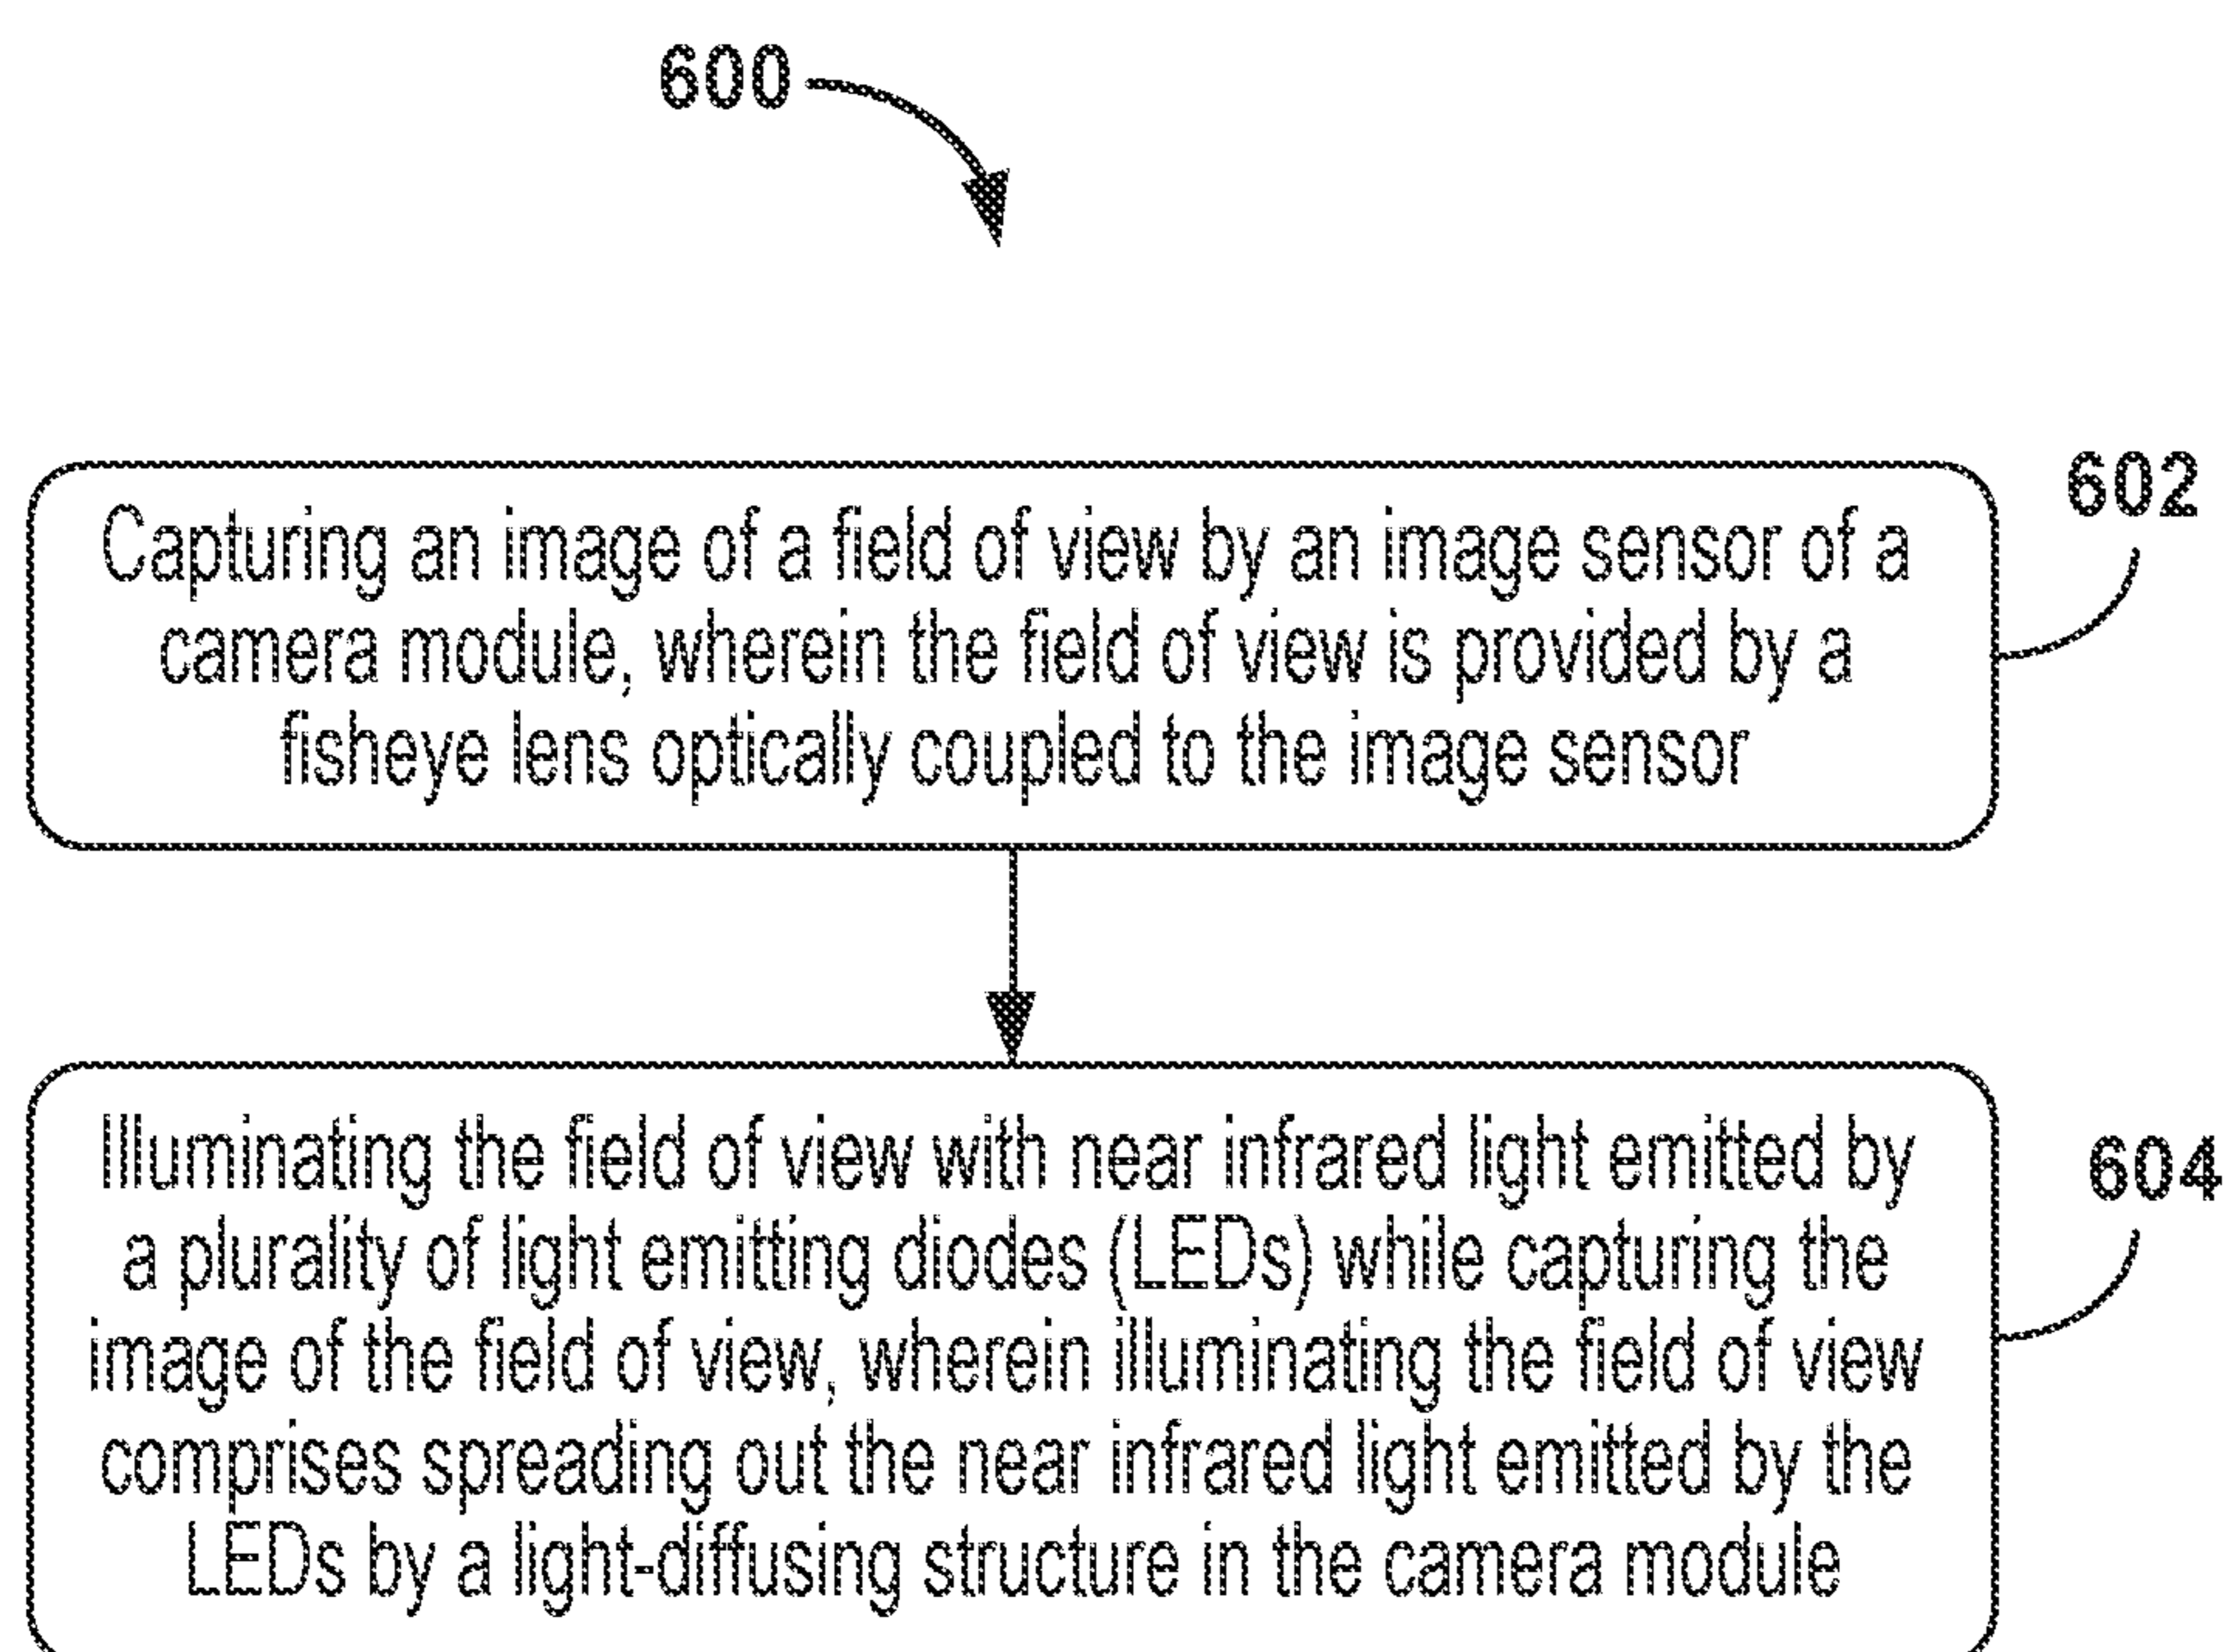 600
602
Capturing an image of a field of view by an image sensor of a
camera module, wherein the field of view is provided by a
fisheye lens optically coupled to the image sensor
604
Illuminating the field of view with near infrared light emitted by
a plurality of light emitting diodes (LEDs) while capturing the
image of the field of view, wherein illuminating the field of view
comprises spreading out the near infrared light emitted by the
LEDs by a light-diffusing structure in the camera module